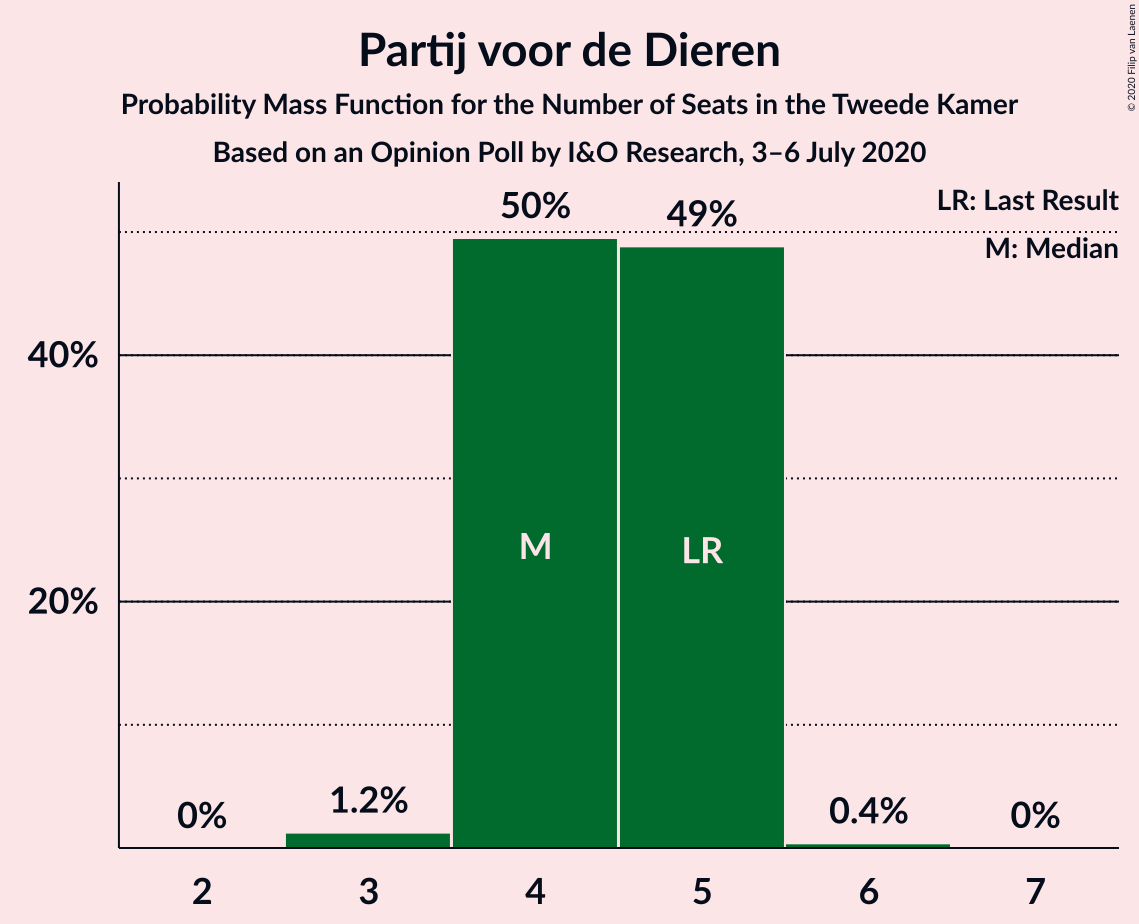 Partij voor de Dieren
Probability Mass Function for the Number of Seats in the Tweede Kamer
Based on an Opinion Poll by I&O Research, 3–6 July 2020
© 2020 Filip van Laenen
LR: Last Result
M: Median
50%
49%
40%
M
LR
20%
0%
1.2%
0.4%
0%
2 3 4 5 6 7